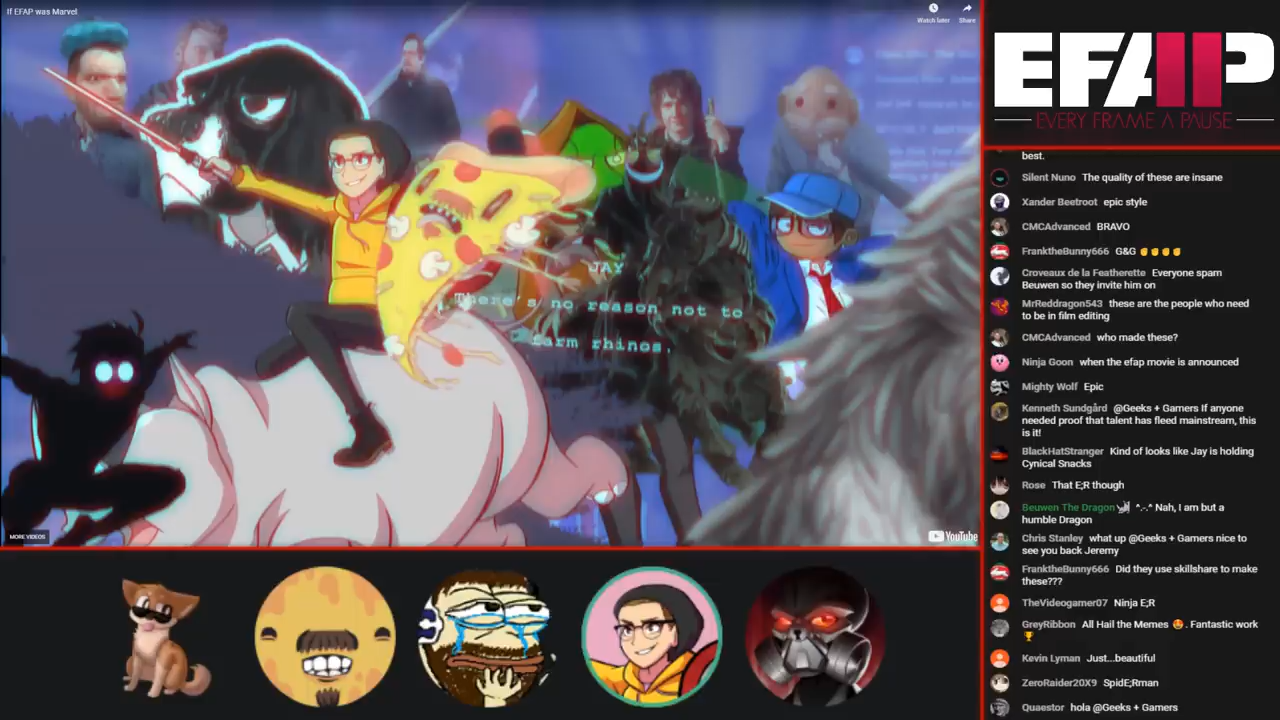 If EFAP was Marvel
Watch later
Share
JAY
There's no reason not to
farm rhinos.
MORE VIDEOS
YouTube
EFAP
EVERY FRAME A PAUSE
best.
Silent Nuno The quality of these are insane
Xander Beetroot epic style
CMCAdvanced BRAVO
FranktheBunny666 G&G ✊✊✊✊
Croveaux de la Featherette Everyone spam
Beuwen so they invite him on
MrReddragon543 these are the people who need
to be in film editing
CMCAdvanced who made these?
Ninja Goon when the efap movie is announced
Mighty Wolf Epic
Kenneth Sundgård @Geeks + Gamers If anyone
needed proof that talent has fleed mainstream, this
is it!
BlackHatStranger Kind of looks like Jay is holding
Cynical Snacks
Rose That E;R though
Beuwen The Dragon ^.-.^ Nah, I am but a
humble Dragon
Chris Stanley what up @Geeks + Gamers nice to
see you back Jeremy
FranktheBunny666 Did they use skillshare to make
these???
TheVideogamer07 Ninja E;R
GreyRibbon All Hail the Memes 😍. Fantastic work
🏆
Kevin Lyman Just...beautiful
ZeroRaider20X9 SpidE;Rman
Quaestor hola @Geeks + Gamers